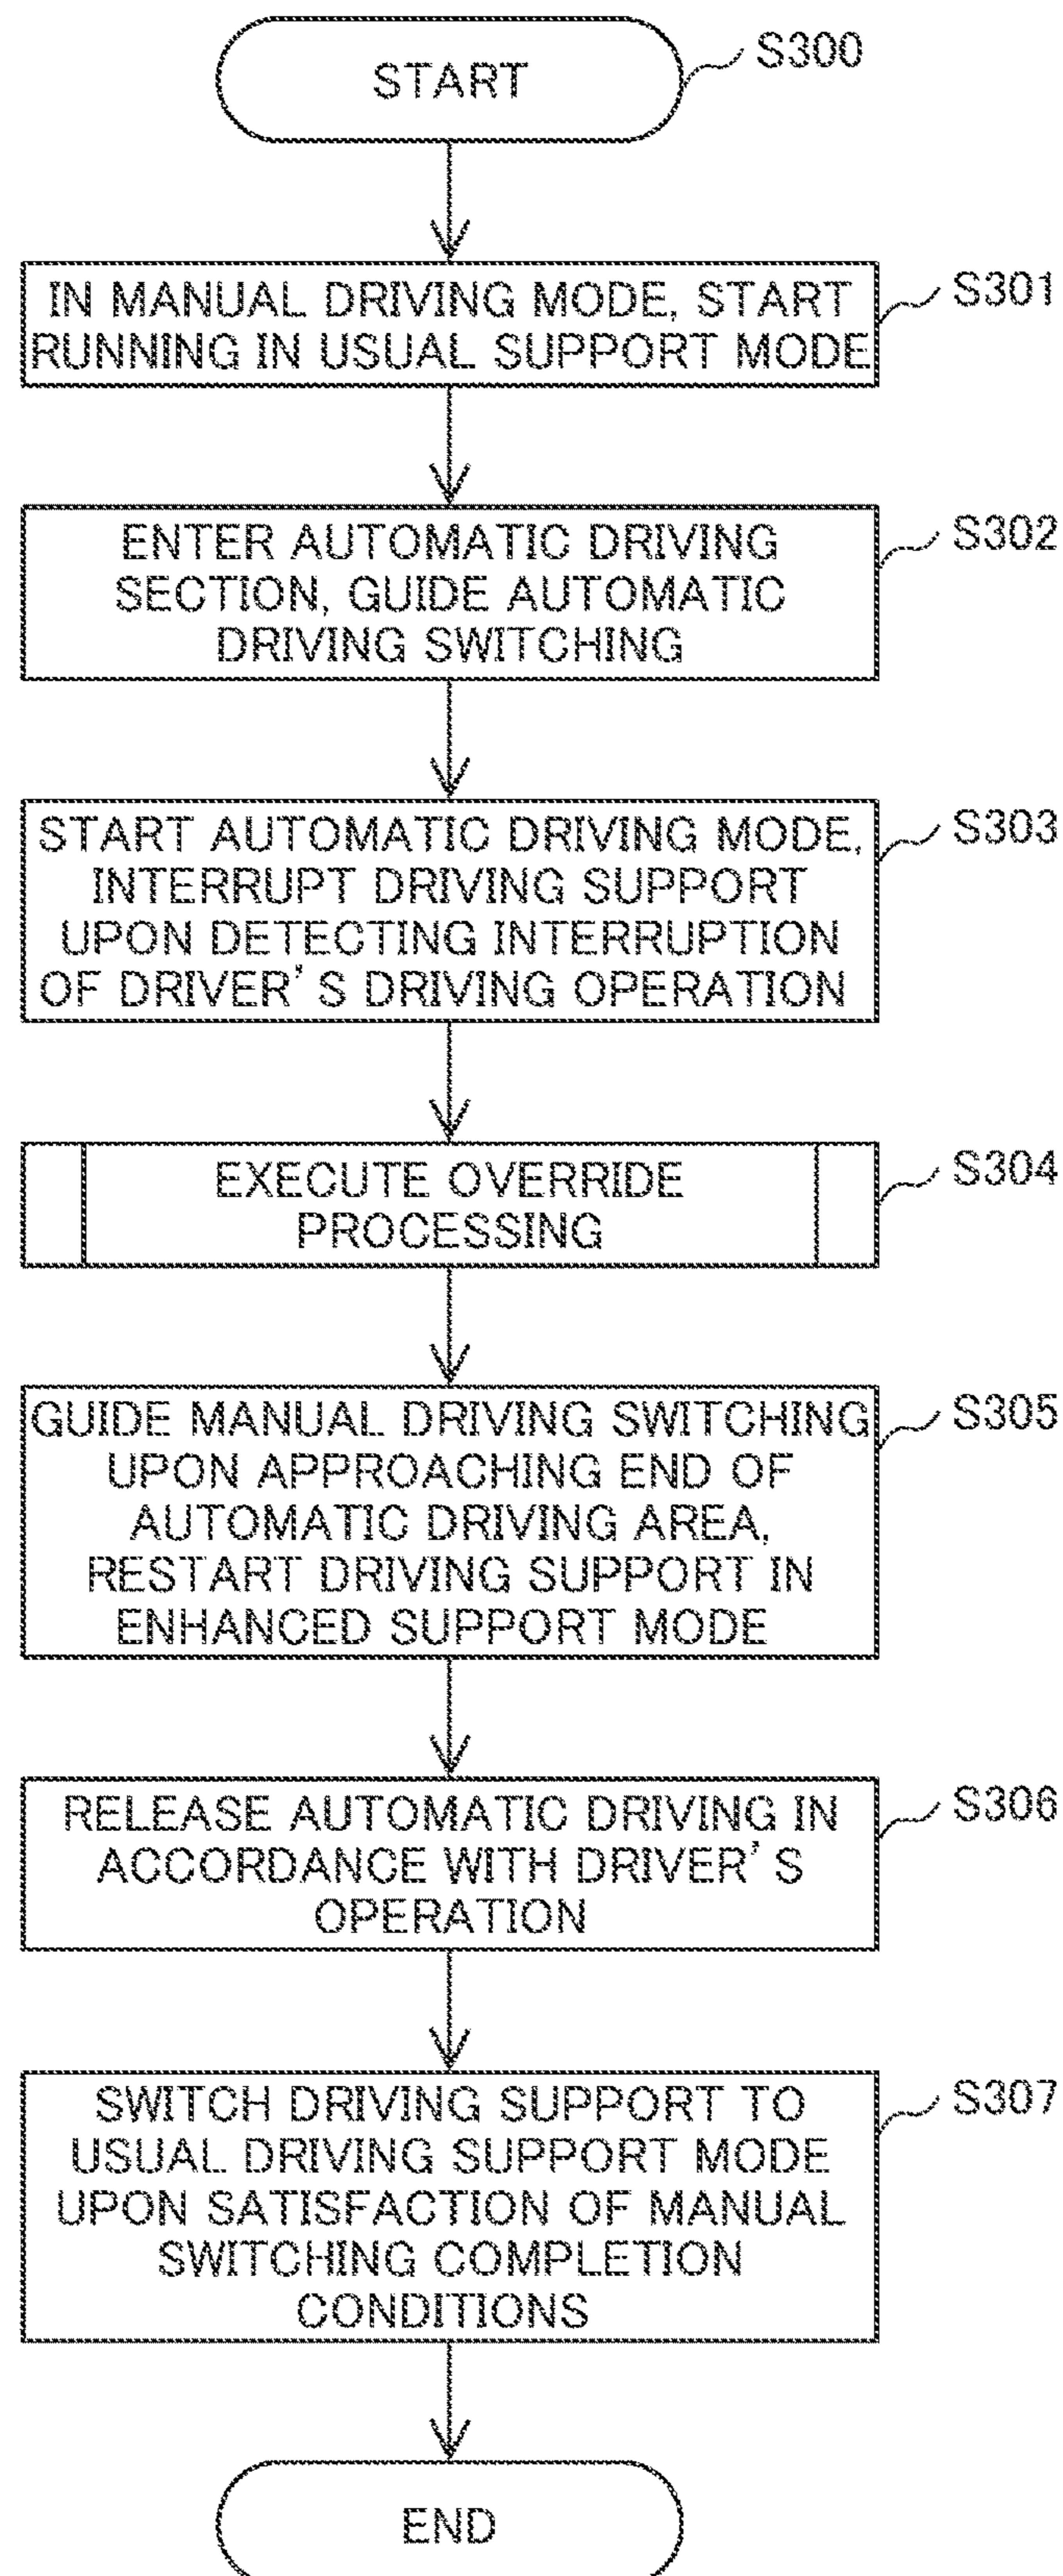 START
S300
IN MANUAL DRIVING MODE, START
RUNNING IN USUAL SUPPORT MODE
S301
ENTER AUTOMATIC DRIVING
SECTION, GUIDE AUTOMATIC
DRIVING SWITCHING
S302
START AUTOMATIC DRIVING MODE,
INTERRUPT DRIVING SUPPORT
UPON DETECTING INTERRUPTION
OF DRIVER'S DRIVING OPERATION
S303
EXECUTE OVERRIDE
PROCESSING
S304
GUIDE MANUAL DRIVING SWITCHING
UPON APPROACHING END OF
AUTOMATIC DRIVING AREA,
RESTART DRIVING SUPPORT IN
ENHANCED SUPPORT MODE
S305
RELEASE AUTOMATIC DRIVING IN
ACCORDANCE WITH DRIVER'S
OPERATION
S306
SWITCH DRIVING SUPPORT TO
USUAL DRIVING SUPPORT MODE
UPON SATISFACTION OF MANUAL
SWITCHING COMPLETION
CONDITIONS
S307
END